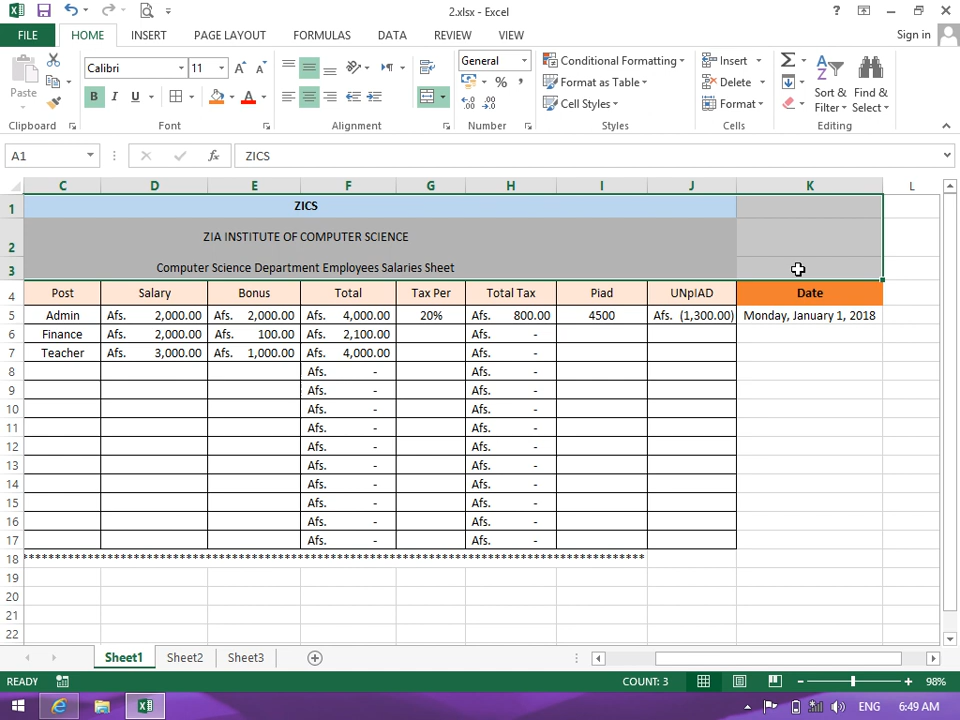 2.xlsx - Excel
?
FILE HOME INSERT PAGE LAYOUT FORMULAS DATA REVIEW VIEW Sign in
Paste Calibri 11 A A General Conditional Formatting Insert Σ
B I U A $ % , Format as Table Delete Sort & Find &
.00 .0 Cell Styles Format Filter Select
Clipboard Font Alignment Number Styles Cells Editing
A1 fx ZICS
C D E F G H I J K L
1 ZICS
2 ZIA INSTITUTE OF COMPUTER SCIENCE
3 Computer Science Department Employees Salaries Sheet
4 Post Salary Bonus Total Tax Per Total Tax Piad UNpIAD Date
5 Admin Afs. 2,000.00 Afs. 2,000.00 Afs. 4,000.00 20% Afs. 800.00 4500 Afs. (1,300.00) Monday, January 1, 2018
6 Finance Afs. 2,000.00 Afs. 100.00 Afs. 2,100.00 Afs. -
7 Teacher Afs. 3,000.00 Afs. 1,000.00 Afs. 4,000.00 Afs. -
8 Afs. - Afs. -
9 Afs. - Afs. -
10 Afs. - Afs. -
11 Afs. - Afs. -
12 Afs. - Afs. -
13 Afs. - Afs. -
14 Afs. - Afs. -
15 Afs. - Afs. -
16 Afs. - Afs. -
17 Afs. - Afs. -
18
19
20
21
22
Sheet1 Sheet2 Sheet3
READY COUNT: 3 98%
ENG 6:49 AM